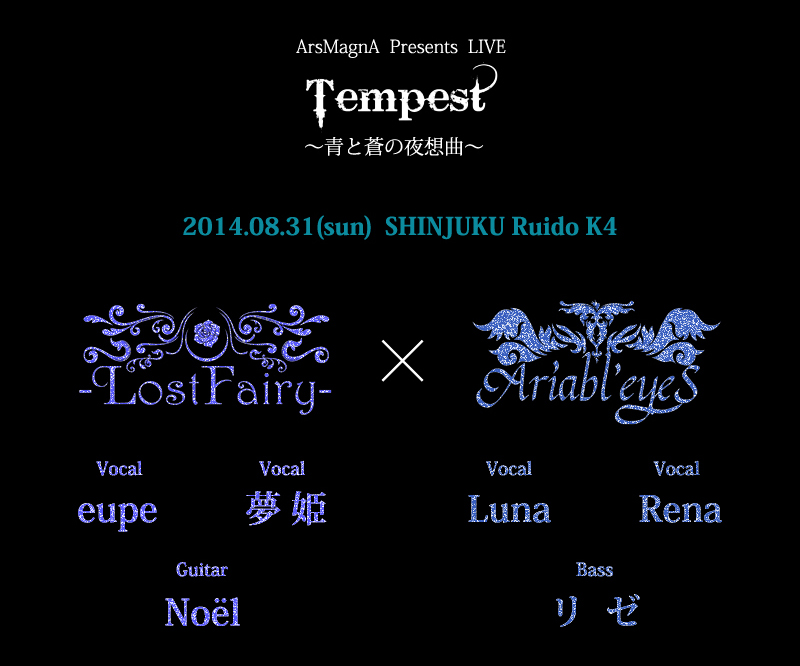 ArsMagnA Presents LIVE
Tempest
～青と蒼の夜想曲～
2014.08.31(sun) SHINJUKU Ruido K4
-LostFairy-
×
Ariabl'eyeS
Vocal Vocal Vocal Vocal
eupe 夢姫 Luna Rena
Guitar Bass
Noël リゼ